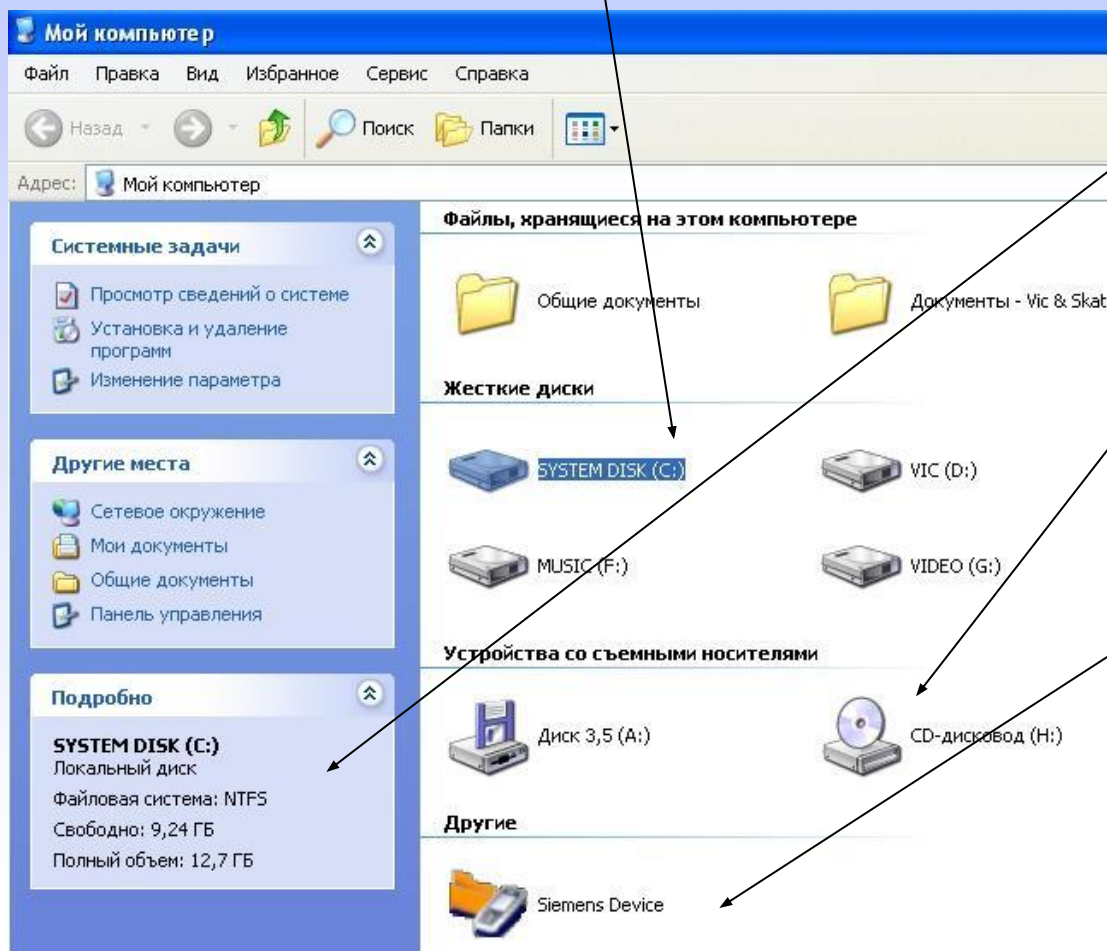 Мой компьютер
Файл Правка Вид Избранное Сервис Справка
Назад Поиск Папки
Адрес: Мой компьютер
Системные задачи
Просмотр сведений о системе
Установка и удаление
программ
Изменение параметра
Другие места
Сетевое окружение
Мои документы
Общие документы
Панель управления
Подробно
SYSTEM DISK (C:)
Локальный диск
Файловая система: NTFS
Свободно: 9,24 ГБ
Полный объем: 12,7 ГБ
Файлы, хранящиеся на этом компьютере
Общие документы
Документы - Vic & Skat
Жесткие диски
SYSTEM DISK (C:)
VIC (D:)
MUSIC (F:)
VIDEO (G:)
Устройства со съемными носителями
Диск 3,5 (A:)
CD-дисковод (H:)
Другие
Siemens Device